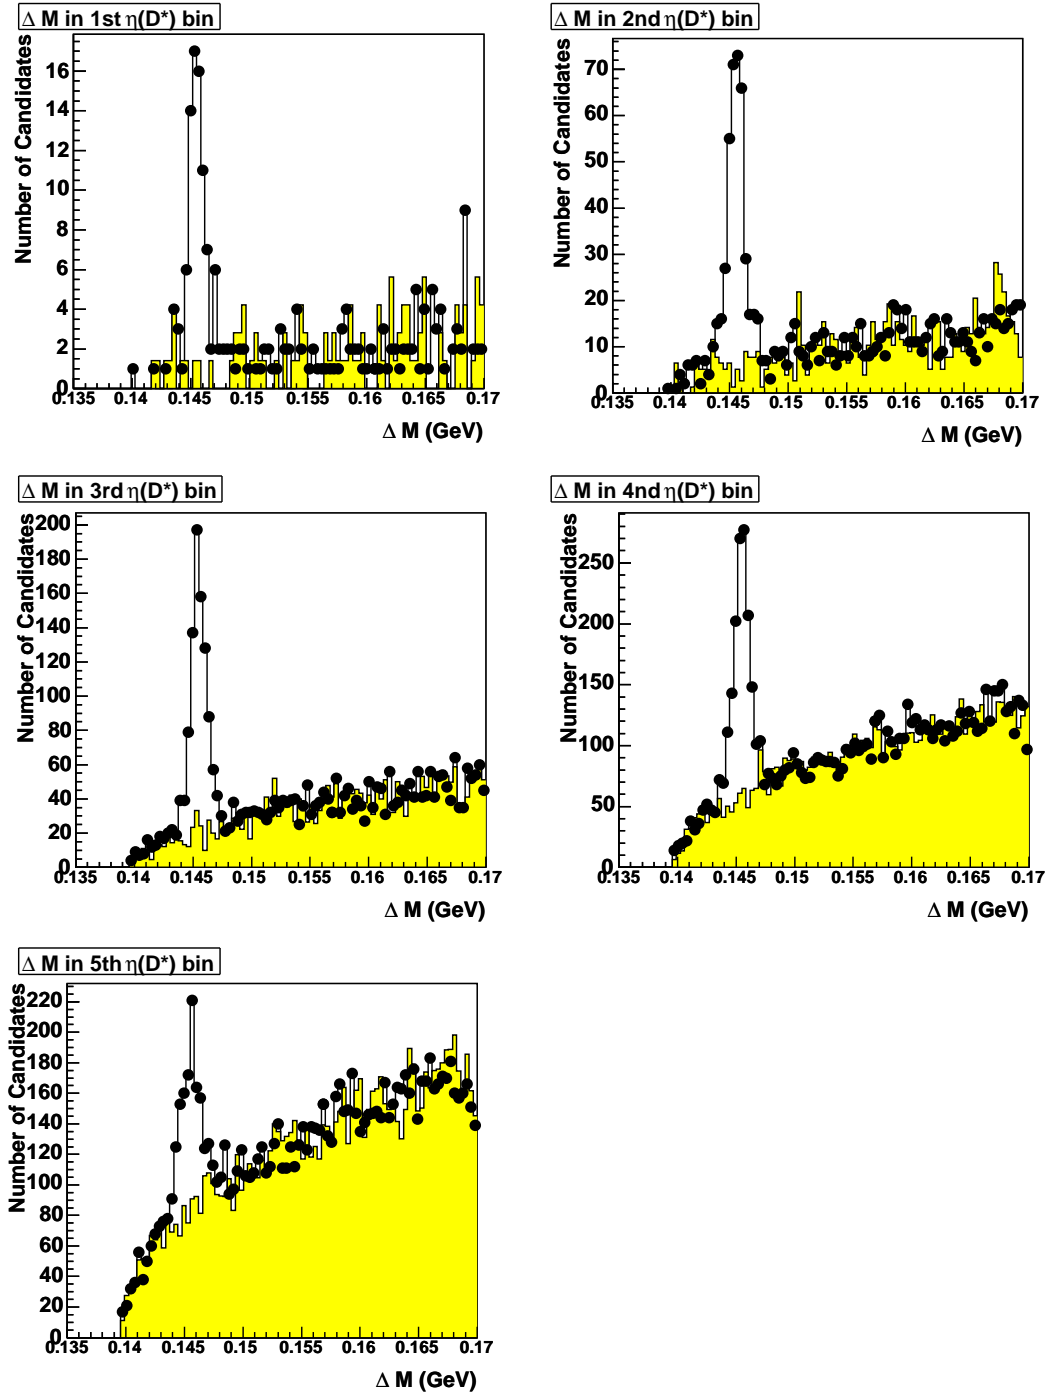 Δ M in 1st η(D*) bin
Number of Candidates
16
14
12
10
8
6
4
2
0
0.135 0.14 0.145 0.15 0.155 0.16 0.165 0.17
Δ M (GeV)
Δ M in 2nd η(D*) bin
Number of Candidates
70
60
50
40
30
20
10
0
0.135 0.14 0.145 0.15 0.155 0.16 0.165 0.17
Δ M (GeV)
Δ M in 3rd η(D*) bin
Number of Candidates
200
180
160
140
120
100
80
60
40
20
0
0.135 0.14 0.145 0.15 0.155 0.16 0.165 0.17
Δ M (GeV)
Δ M in 4nd η(D*) bin
Number of Candidates
250
200
150
100
50
0
0.135 0.14 0.145 0.15 0.155 0.16 0.165 0.17
Δ M (GeV)
Δ M in 5th η(D*) bin
Number of Candidates
220
200
180
160
140
120
100
80
60
40
20
0
0.135 0.14 0.145 0.15 0.155 0.16 0.165 0.17
Δ M (GeV)